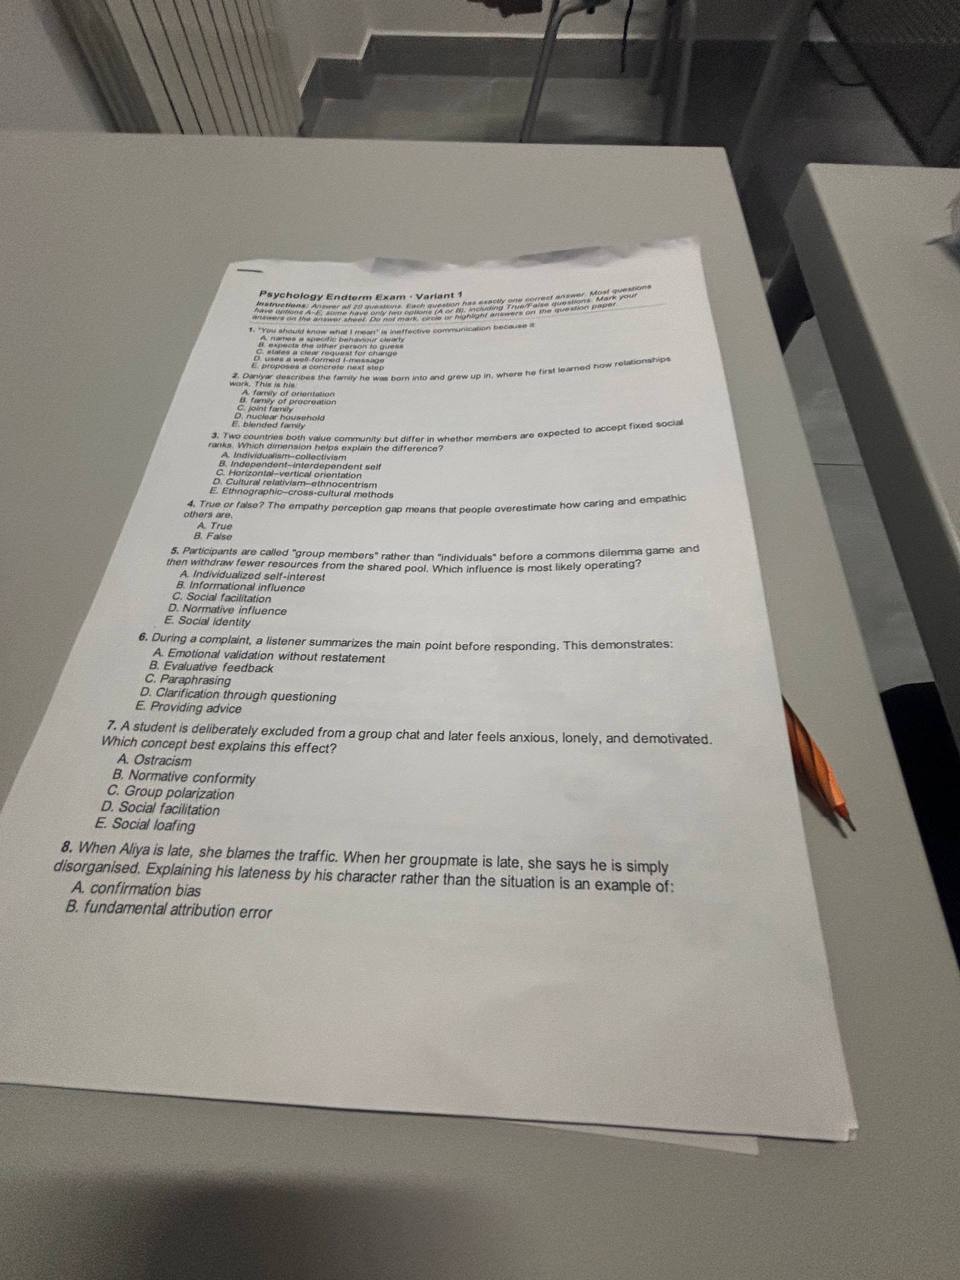 Psychology Endterm Exam - Variant 1
Instructions: Answer all 20 questions. Each question has exactly one correct answer. Most questions
have options A–E; some have only two options (A or B), including True/False questions. Mark your
answers on the answer sheet. Do not mark, circle or highlight answers on the question paper.
1. "You should know what I mean" is ineffective communication because it
A. names a specific behaviour clearly
B. expects the other person to guess
C. states a clear request for change
D. uses a well-formed I-message
E. proposes a concrete next step
2. Daniyar describes the family he was born into and grew up in, where he first learned how relationships
work. This is his:
A. family of orientation
B. family of procreation
C. joint family
D. nuclear household
E. blended family
3. Two countries both value community but differ in whether members are expected to accept fixed social
ranks. Which dimension helps explain the difference?
A. Individualism–collectivism
B. Independent–interdependent self
C. Horizontal–vertical orientation
D. Cultural relativism–ethnocentrism
E. Ethnographic–cross-cultural methods
4. True or false? The empathy perception gap means that people overestimate how caring and empathic
others are.
A. True
B. False
5. Participants are called "group members" rather than "individuals" before a commons dilemma game and
then withdraw fewer resources from the shared pool. Which influence is most likely operating?
A. Individualized self-interest
B. Informational influence
C. Social facilitation
D. Normative influence
E. Social identity
6. During a complaint, a listener summarizes the main point before responding. This demonstrates:
A. Emotional validation without restatement
B. Evaluative feedback
C. Paraphrasing
D. Clarification through questioning
E. Providing advice
7. A student is deliberately excluded from a group chat and later feels anxious, lonely, and demotivated.
Which concept best explains this effect?
A. Ostracism
B. Normative conformity
C. Group polarization
D. Social facilitation
E. Social loafing
8. When Aliya is late, she blames the traffic. When her groupmate is late, she says he is simply
disorganised. Explaining his lateness by his character rather than the situation is an example of:
A. confirmation bias
B. fundamental attribution error